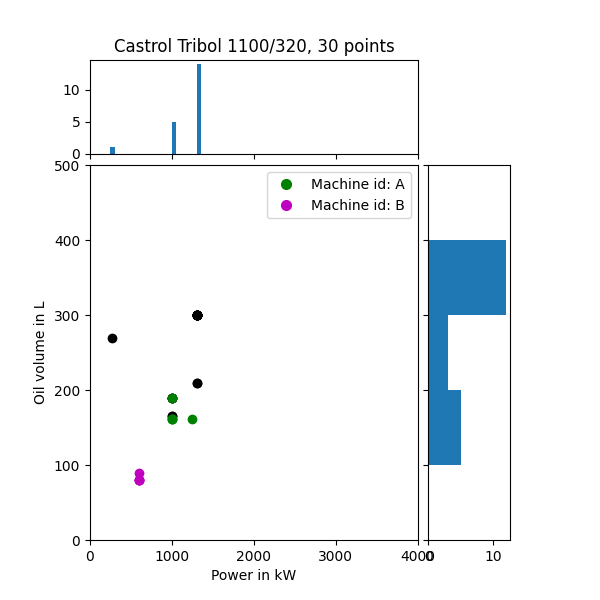 Castrol Tribol 1100/320, 30 points
10
5
0
500
400
300
200
100
0
Oil volume in L
Machine id: A
Machine id: B
0 1000 2000 3000 4000
0 10
Power in kW